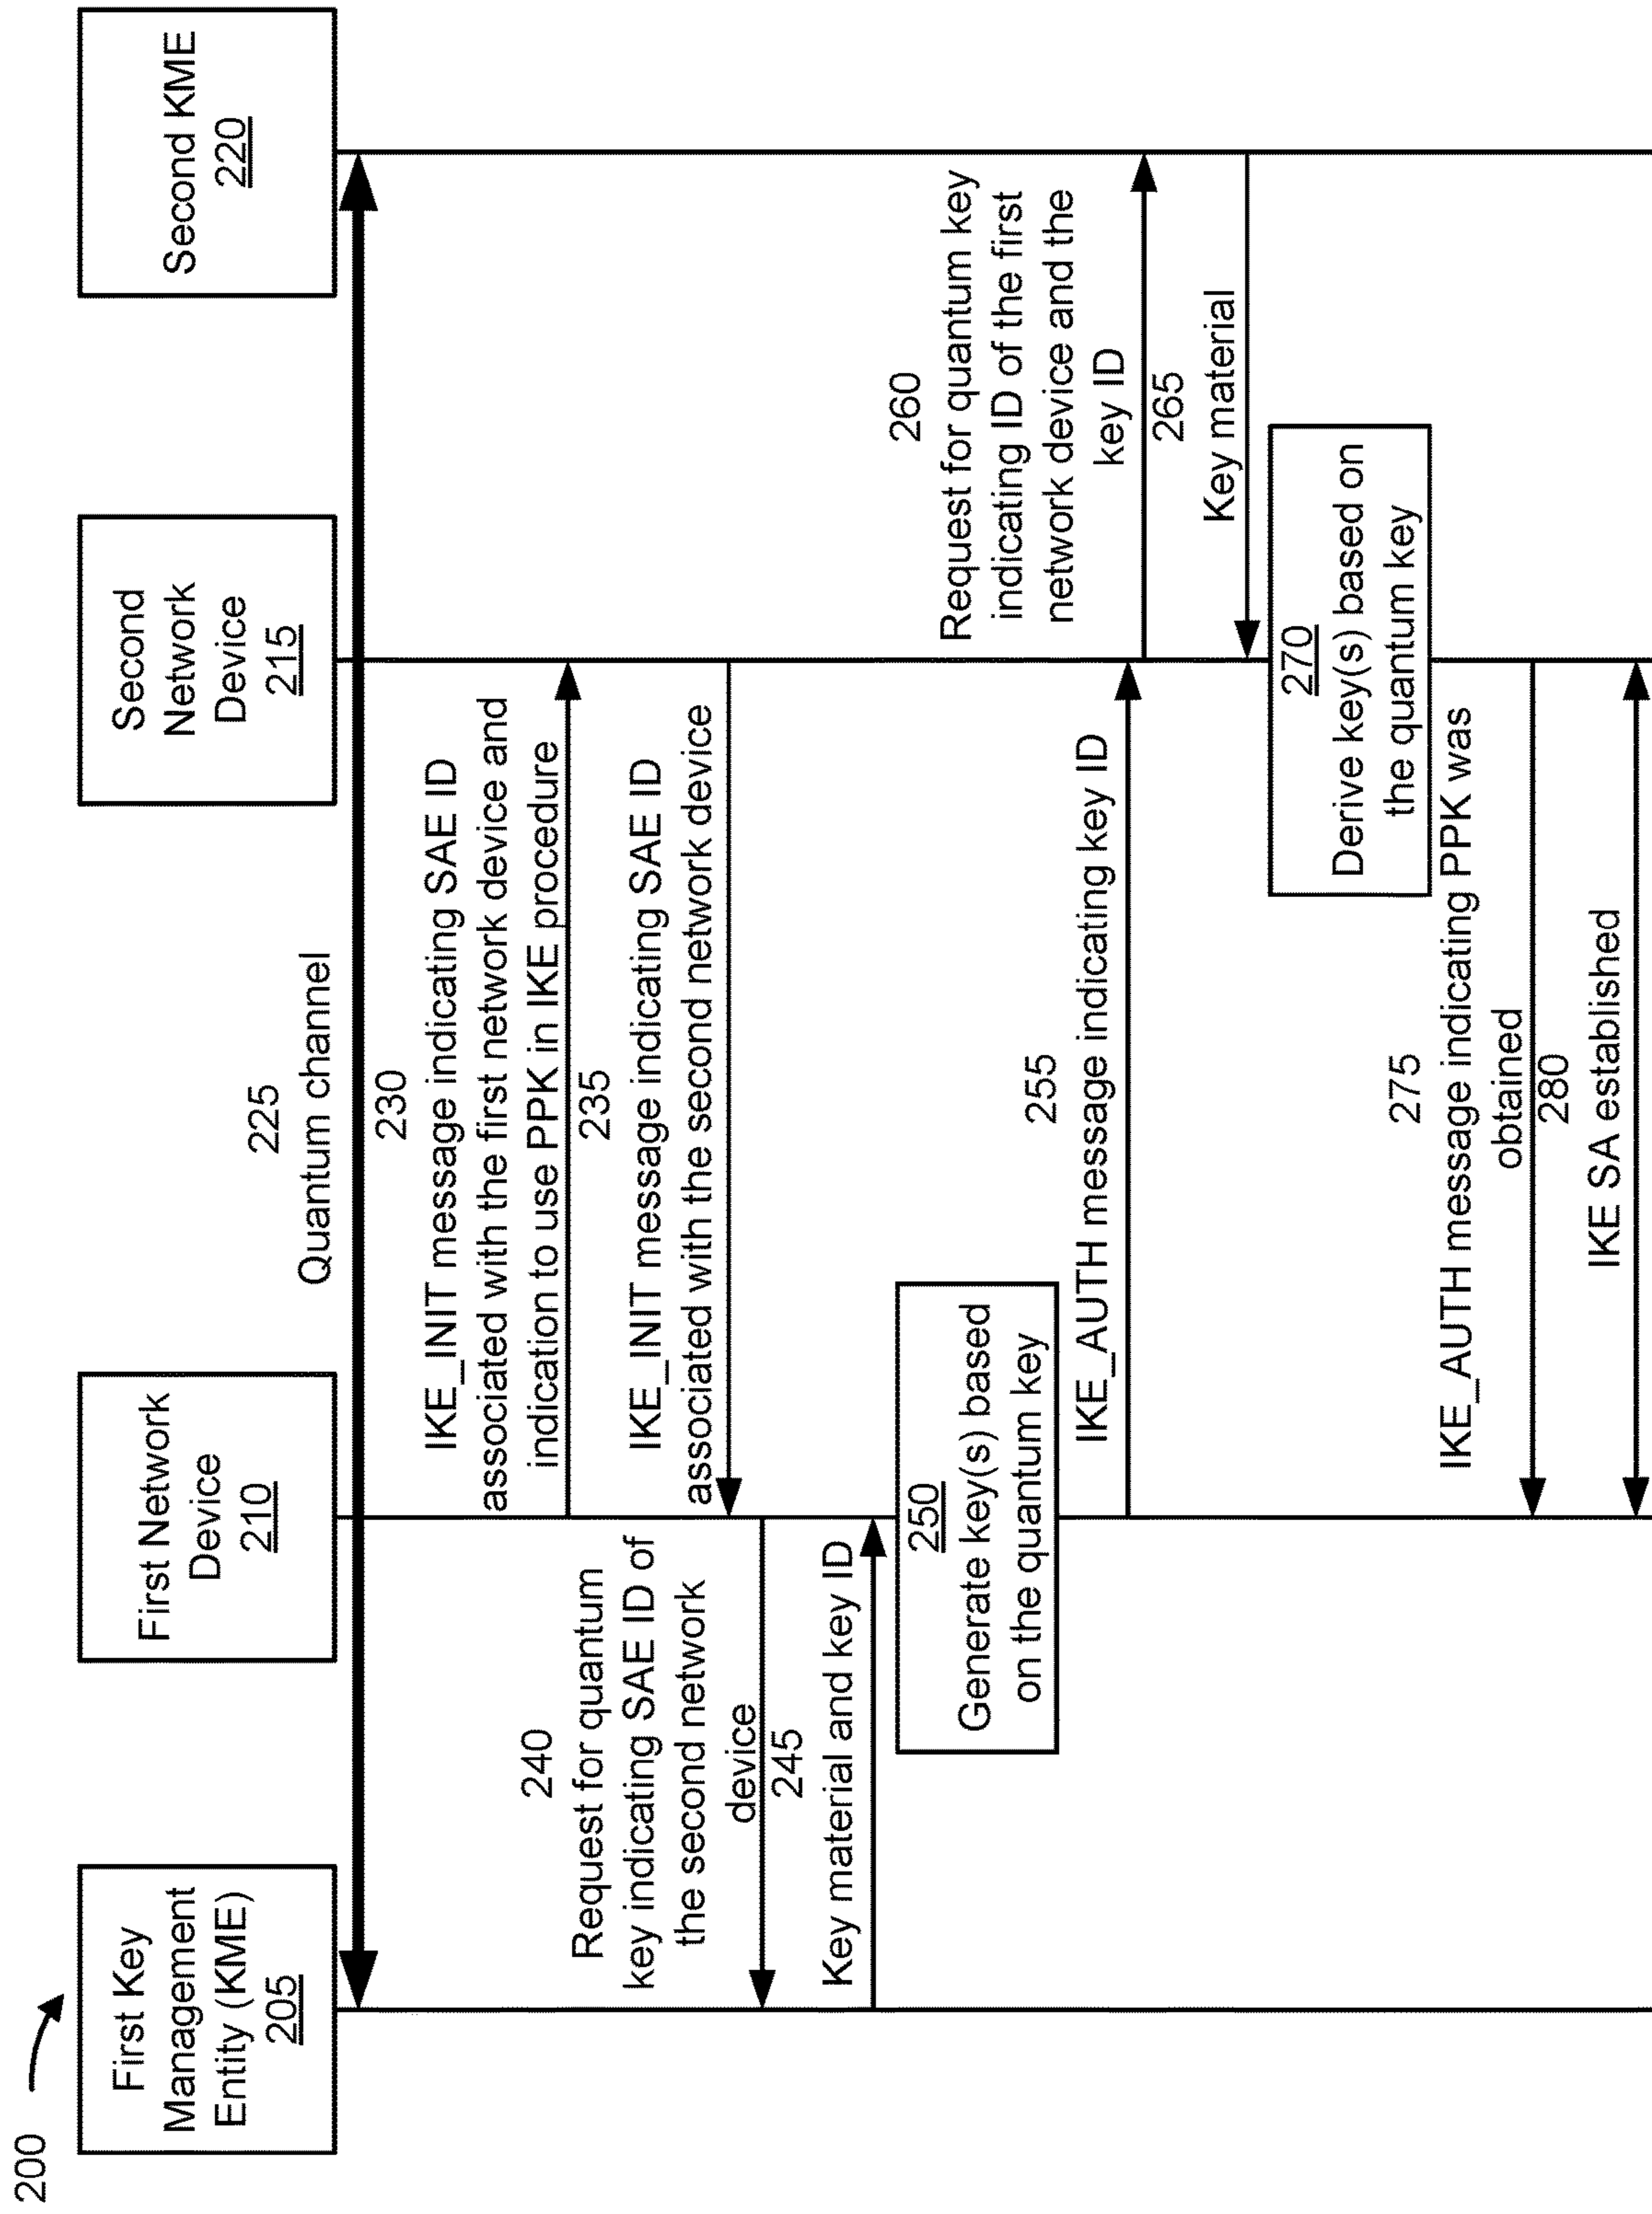 200
First Key
Management
Entity (KME)
205
First Network
Device
210
Second
Network
Device
215
Second KME
220
225
Quantum channel
230
IKE_INIT message indicating SAE ID
associated with the first network device and
indication to use PPK in IKE procedure
235
IKE_INIT message indicating SAE ID
associated with the second network device
240
Request for quantum
key indicating SAE ID of
the second network
device
245
Key material and key ID
250
Generate key(s) based
on the quantum key
255
IKE_AUTH message indicating key ID
260
Request for quantum key
indicating ID of the first
network device and the
key ID
265
Key material
270
Derive key(s) based on
the quantum key
275
IKE_AUTH message indicating PPK was
obtained
280
IKE SA established